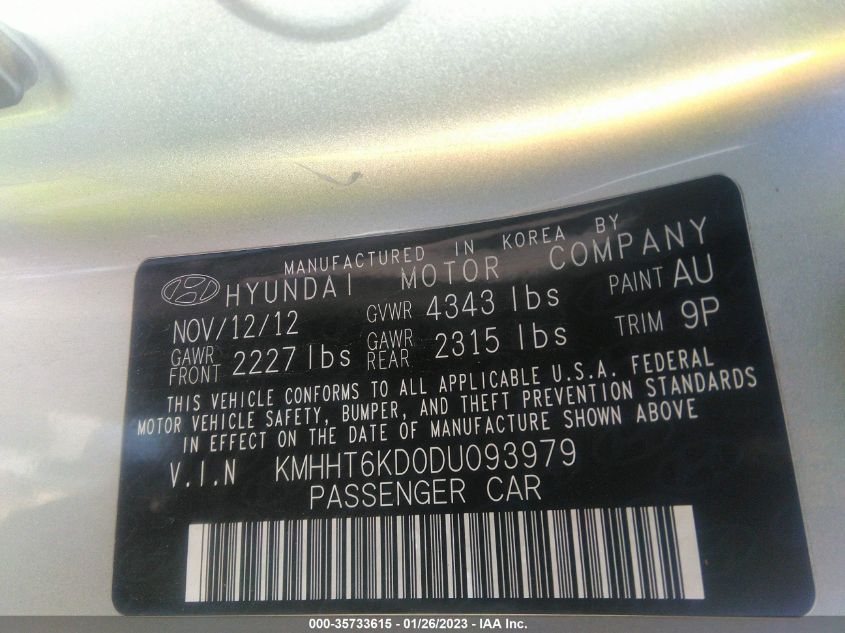 MANUFACTURED IN KOREA BY
HYUNDAI MOTOR COMPANY
NOV/12/12 GVWR 4343 lbs PAINT AU
GAWR FRONT 2227 lbs GAWR REAR 2315 lbs TRIM 9P
THIS VEHICLE CONFORMS TO ALL APPLICABLE U.S.A. FEDERAL
MOTOR VEHICLE SAFETY, BUMPER, AND THEFT PREVENTION STANDARDS
IN EFFECT ON THE DATE OF MANUFACTURE SHOWN ABOVE
V.I.N KMHHT6KD0DU093979
PASSENGER CAR
000-35733615 - 01/26/2023 - IAA Inc.